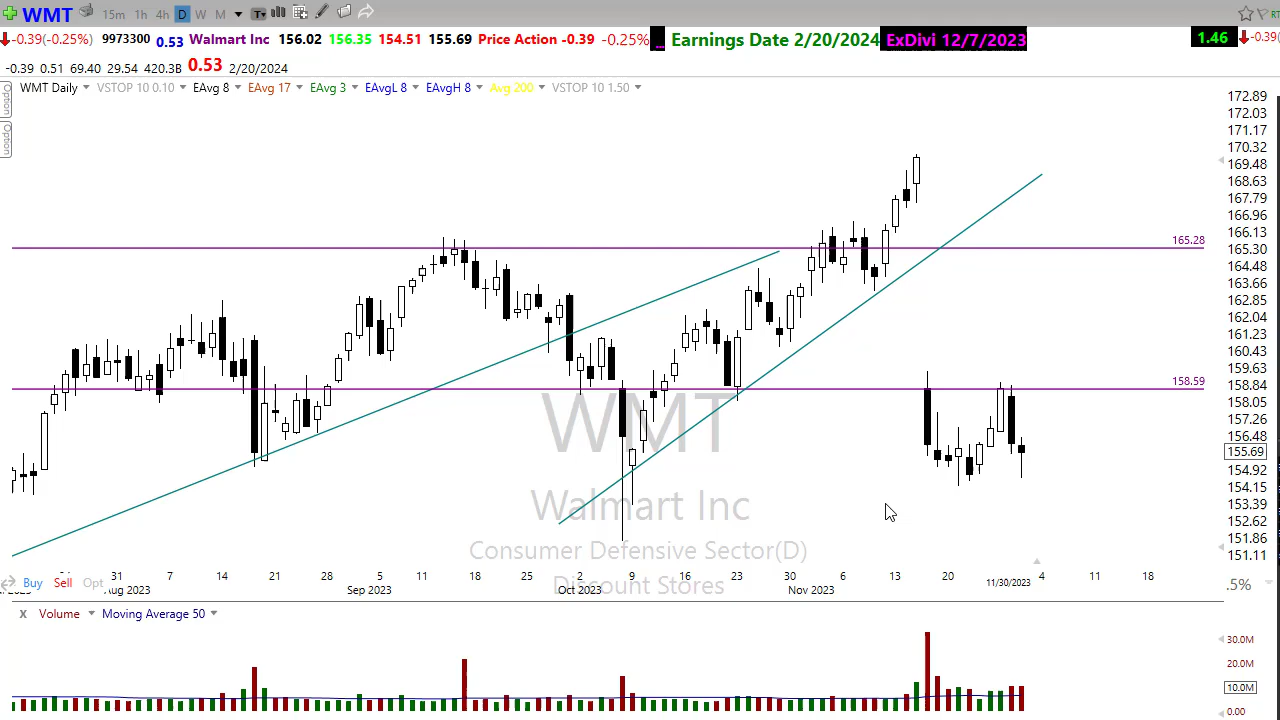 WMT 15m 1h 4h D W M T RT
-0.39(-0.25%) 9973300 0.53 Walmart Inc 156.02 156.35 154.51 155.69 Price Action -0.39 -0.25% ... Earnings Date 2/20/2024 ExDivi 12/7/2023 1.46 -0.39(
-0.39 0.51 69.40 29.54 420.3B 0.53 2/20/2024
WMT Daily VSTOP 10 0.10 EAvg 8 EAvg 17 EAvg 3 EAvgL 8 EAvgH 8 Avg 200 VSTOP 10 1.50
Option
Option
172.89
172.03
171.17
170.32
169.48
168.63
167.79
166.96
166.13
165.28
165.30
164.48
163.66
162.85
162.04
161.23
160.43
159.63
158.59
158.84
158.05
157.26
156.48
155.69
154.92
154.15
153.39
152.62
151.86
151.11
WMT
Walmart Inc
Consumer Defensive Sector(D)
Discount Stores
31 7 14 21 28 5 11 18 25 9 16 23 30 6 13 20 11/30/2023 4 11 18
Aug 2023 Sep 2023 Oct 2023 Nov 2023
Buy Sell Opt .5%
X Volume Moving Average 50
30.0M
20.0M
10.0M
0.00